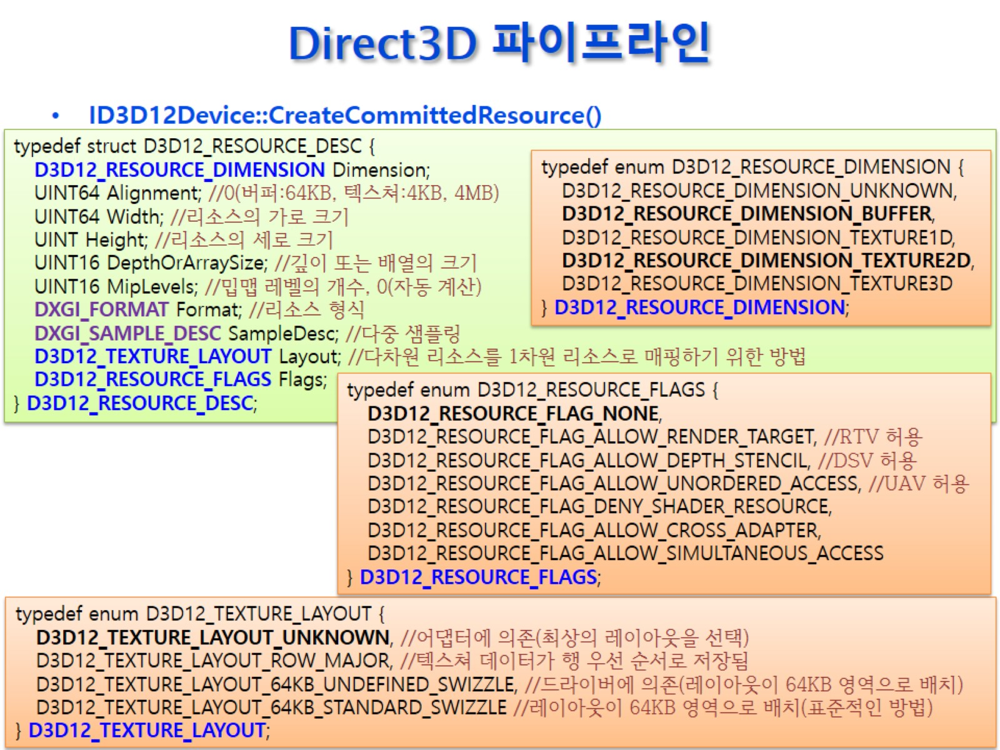 Direct3D 파이프라인
• ID3D12Device::CreateCommittedResource()
typedef struct D3D12_RESOURCE_DESC {
D3D12_RESOURCE_DIMENSION Dimension;
UINT64 Alignment; //0(버퍼:64KB, 텍스쳐:4KB, 4MB)
UINT64 Width; //리소스의 가로 크기
UINT Height; //리소스의 세로 크기
UINT16 DepthOrArraySize; //깊이 또는 배열의 크기
UINT16 MipLevels; //밉맵 레벨의 개수, 0(자동 계산)
DXGI_FORMAT Format; //리소스 형식
DXGI_SAMPLE_DESC SampleDesc; //다중 샘플링
D3D12_TEXTURE_LAYOUT Layout; //다차원 리소스를 1차원 리소스로 매핑하기 위한 방법
D3D12_RESOURCE_FLAGS Flags;
} D3D12_RESOURCE_DESC;
typedef enum D3D12_RESOURCE_DIMENSION {
D3D12_RESOURCE_DIMENSION_UNKNOWN,
D3D12_RESOURCE_DIMENSION_BUFFER,
D3D12_RESOURCE_DIMENSION_TEXTURE1D,
D3D12_RESOURCE_DIMENSION_TEXTURE2D,
D3D12_RESOURCE_DIMENSION_TEXTURE3D
} D3D12_RESOURCE_DIMENSION;
typedef enum D3D12_RESOURCE_FLAGS {
D3D12_RESOURCE_FLAG_NONE,
D3D12_RESOURCE_FLAG_ALLOW_RENDER_TARGET, //RTV 허용
D3D12_RESOURCE_FLAG_ALLOW_DEPTH_STENCIL, //DSV 허용
D3D12_RESOURCE_FLAG_ALLOW_UNORDERED_ACCESS, //UAV 허용
D3D12_RESOURCE_FLAG_DENY_SHADER_RESOURCE,
D3D12_RESOURCE_FLAG_ALLOW_CROSS_ADAPTER,
D3D12_RESOURCE_FLAG_ALLOW_SIMULTANEOUS_ACCESS
} D3D12_RESOURCE_FLAGS;
typedef enum D3D12_TEXTURE_LAYOUT {
D3D12_TEXTURE_LAYOUT_UNKNOWN, //어댑터에 의존(최상의 레이아웃을 선택)
D3D12_TEXTURE_LAYOUT_ROW_MAJOR, //텍스쳐 데이터가 행 우선 순서로 저장됨
D3D12_TEXTURE_LAYOUT_64KB_UNDEFINED_SWIZZLE, //드라이버에 의존(레이아웃이 64KB 영역으로 배치)
D3D12_TEXTURE_LAYOUT_64KB_STANDARD_SWIZZLE //레이아웃이 64KB 영역으로 배치(표준적인 방법)
} D3D12_TEXTURE_LAYOUT;